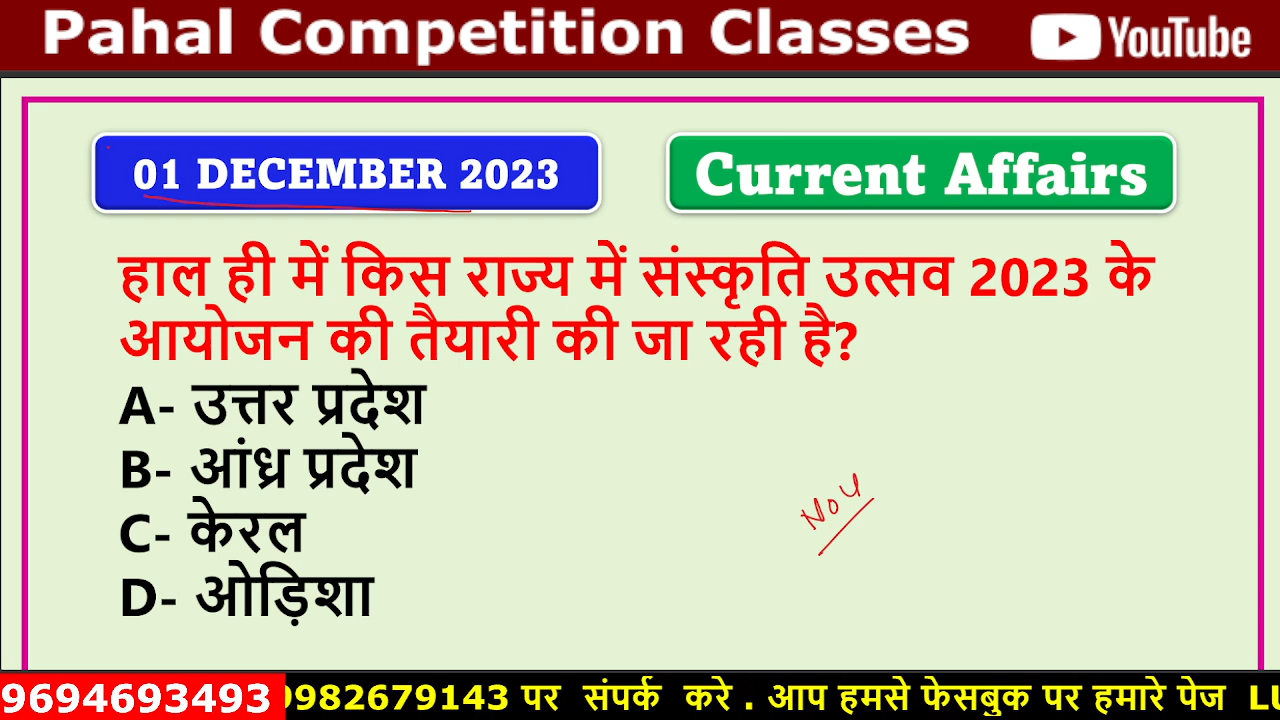 Pahal Competition Classes YouTube
01 DECEMBER 2023 Current Affairs
हाल ही में किस राज्य में संस्कृति उत्सव 2023 के
आयोजन की तैयारी की जा रही है?
A- उत्तर प्रदेश
B- आंध्र प्रदेश
C- केरल
D- ओड़िशा
9694693493 9982679143 पर संपर्क करे . आप हमसे फेसबुक पर हमारे पेज